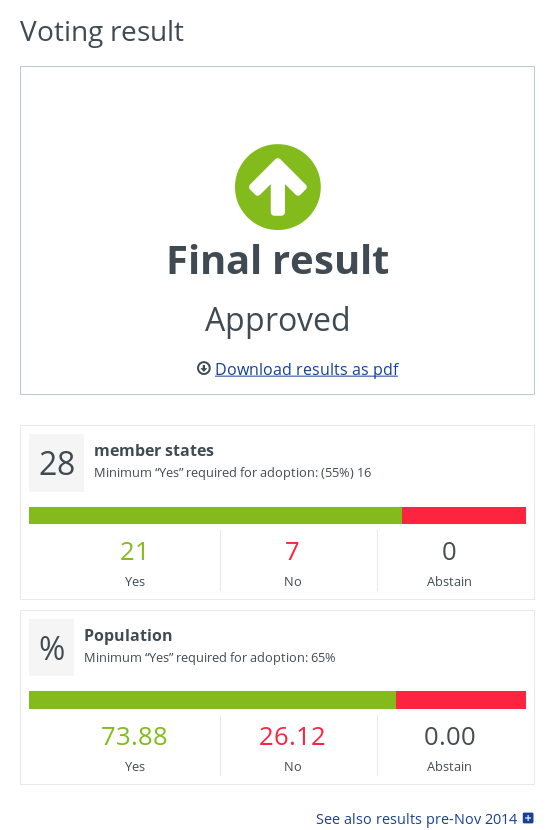 Voting result
Final result
Approved
Download results as pdf
28
member states
Minimum “Yes” required for adoption: (55%) 16
21
7
0
Yes
No
Abstain
%
Population
Minimum “Yes” required for adoption: 65%
73.88
26.12
0.00
Yes
No
Abstain
See also results pre-Nov 2014